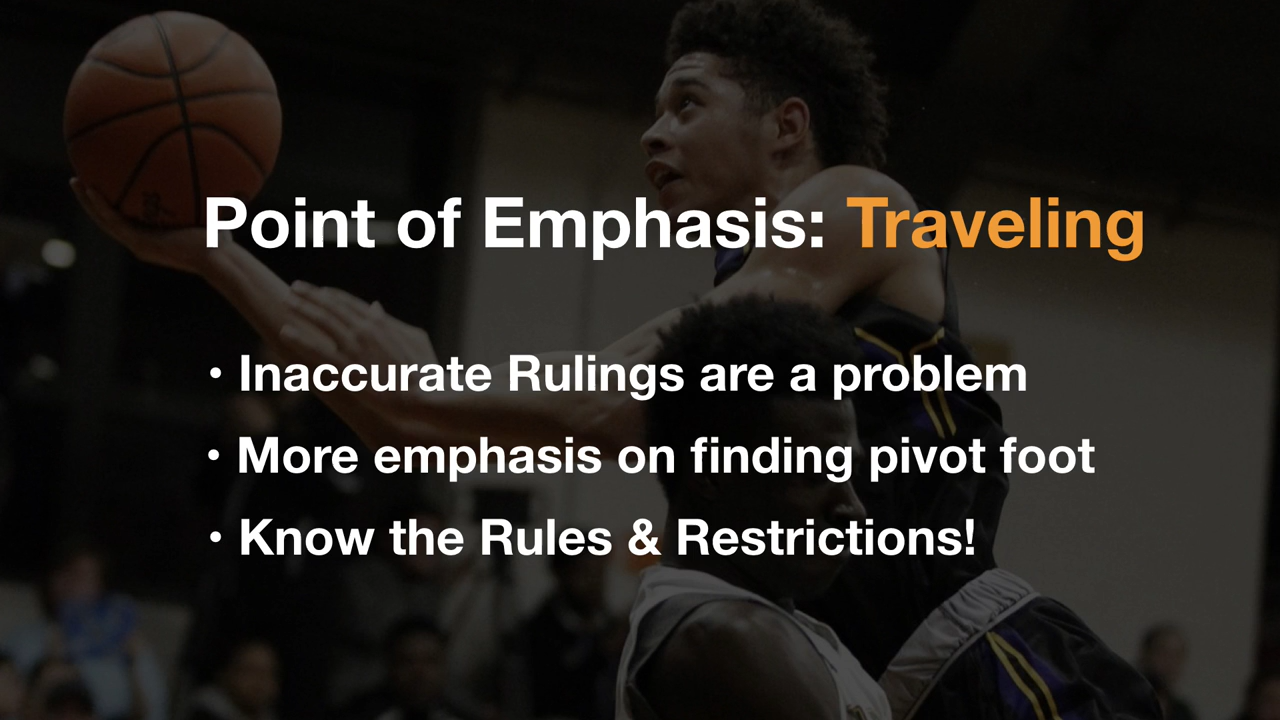 Point of Emphasis: Traveling
• Inaccurate Rulings are a problem
• More emphasis on finding pivot foot
• Know the Rules & Restrictions!